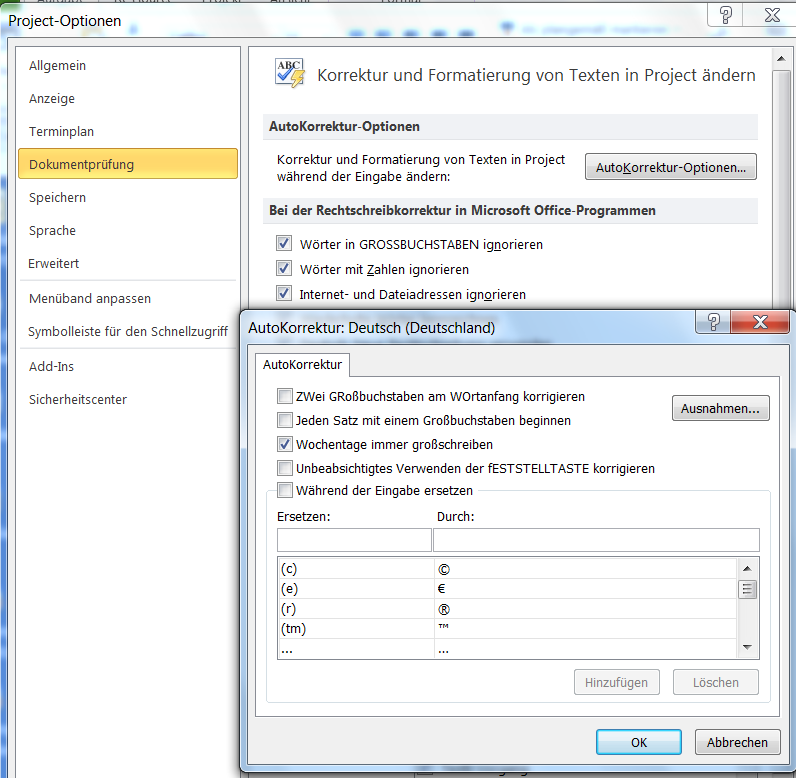 Project-Optionen
Allgemein
Anzeige
Terminplan
Dokumentprüfung
Speichern
Sprache
Erweitert
Menüband anpassen
Symbolleiste für den Schnellzugriff
Add-Ins
Sicherheitscenter
ABC
Korrektur und Formatierung von Texten in Project ändern
AutoKorrektur-Optionen
Korrektur und Formatierung von Texten in Project
während der Eingabe ändern:
AutoKorrektur-Optionen...
Bei der Rechtschreibkorrektur in Microsoft Office-Programmen
Wörter in GROSSBUCHSTABEN ignorieren
Wörter mit Zahlen ignorieren
Internet- und Dateiadressen ignorieren
AutoKorrektur: Deutsch (Deutschland)
AutoKorrektur
ZWei GRoßbuchstaben am WOrtanfang korrigieren
Ausnahmen...
Jeden Satz mit einem Großbuchstaben beginnen
Wochentage immer großschreiben
Unbeabsichtigtes Verwenden der fESTSTELLTASTE korrigieren
Während der Eingabe ersetzen
Ersetzen: Durch:
(c) ©
(e) €
(r) ®
(tm) ™
... ...
Hinzufügen Löschen
OK Abbrechen